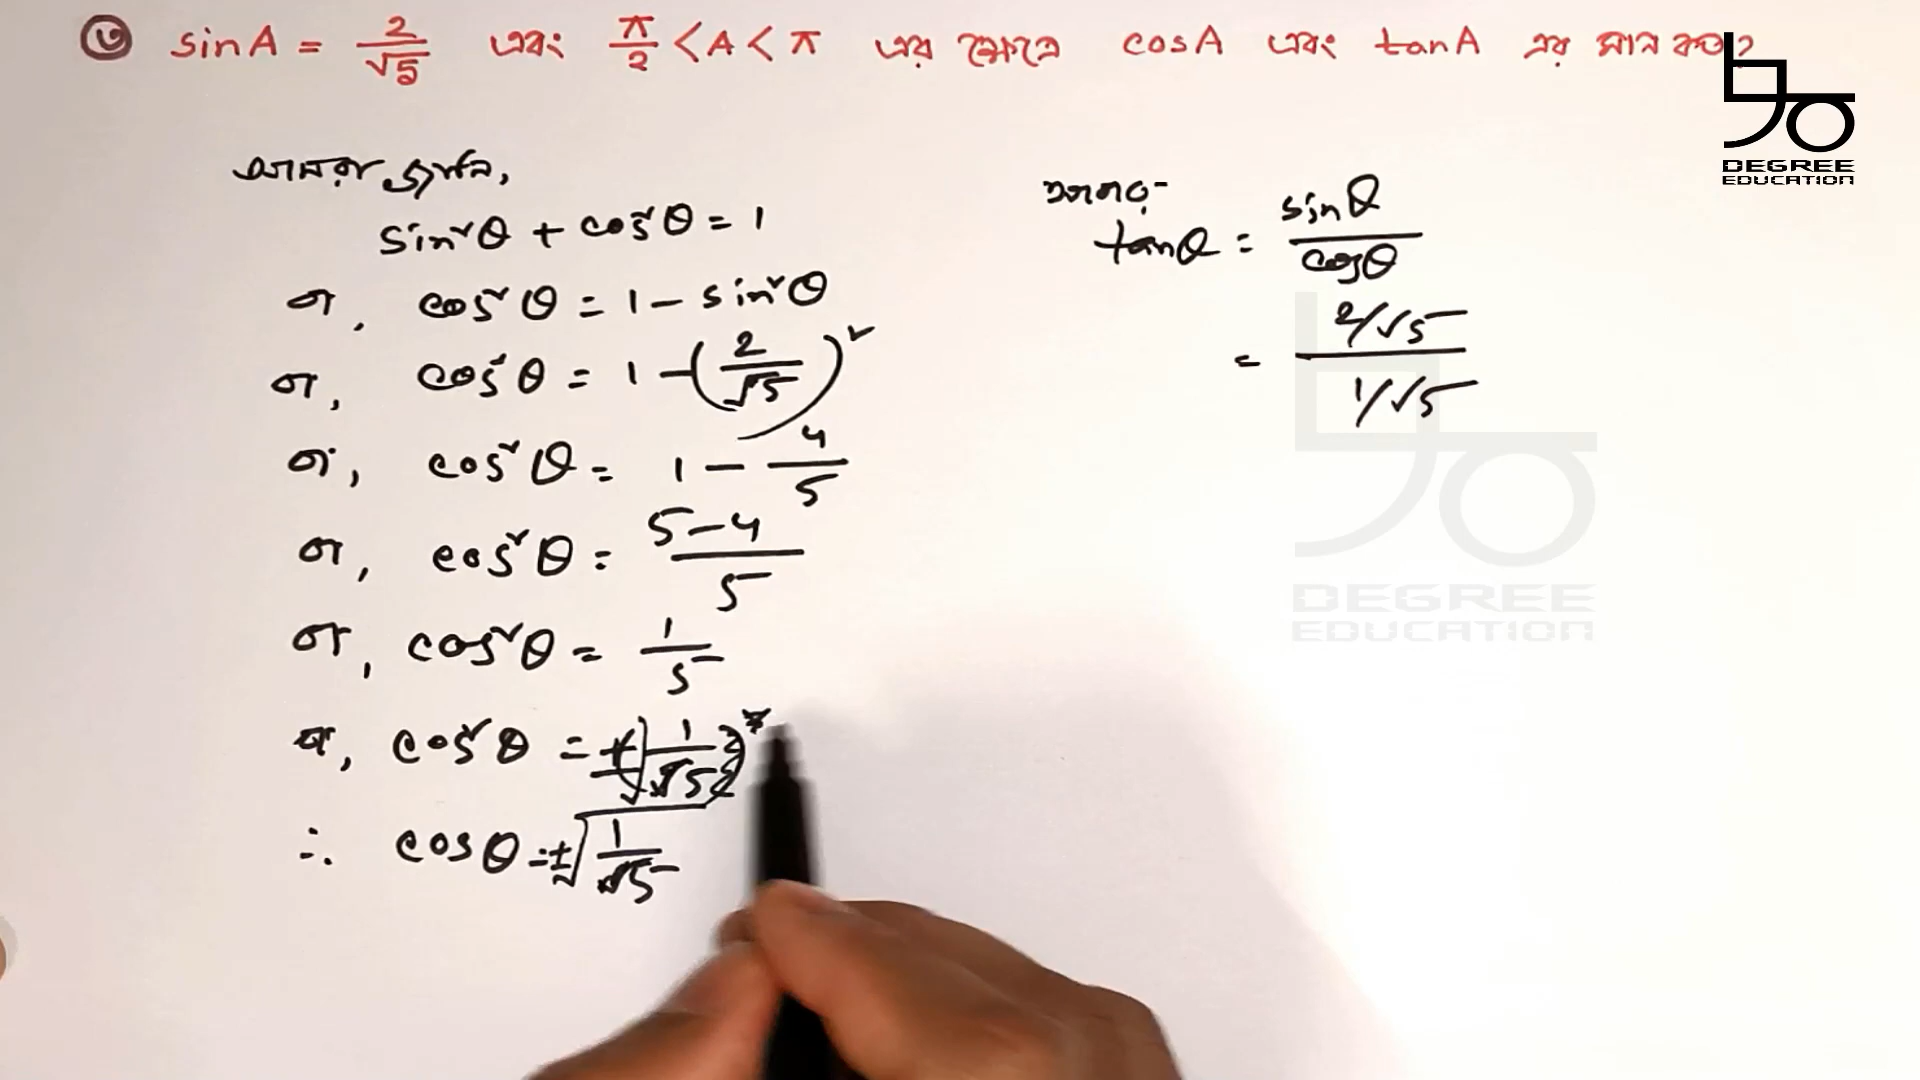 ৩ sinA = 2/√5 এবং π/2 < A < π এর ক্ষেত্রে cosA এবং tanA এর মান কত?
আমরা জানি,
sin²θ + cos²θ = 1
বা, cos²θ = 1 - sin²θ
বা, cos²θ = 1 - (2/√5)²
বা, cos²θ = 1 - 4/5
বা, cos²θ = (5-4)/5
বা, cos²θ = 1/5
বা, cos²θ =
∴ cosθ = ±√
আবার
tanθ = sinθ/cosθ
= (2/√5)/(1/√5)
DEGREE
EDUCATION
DEGREE
EDUCATION